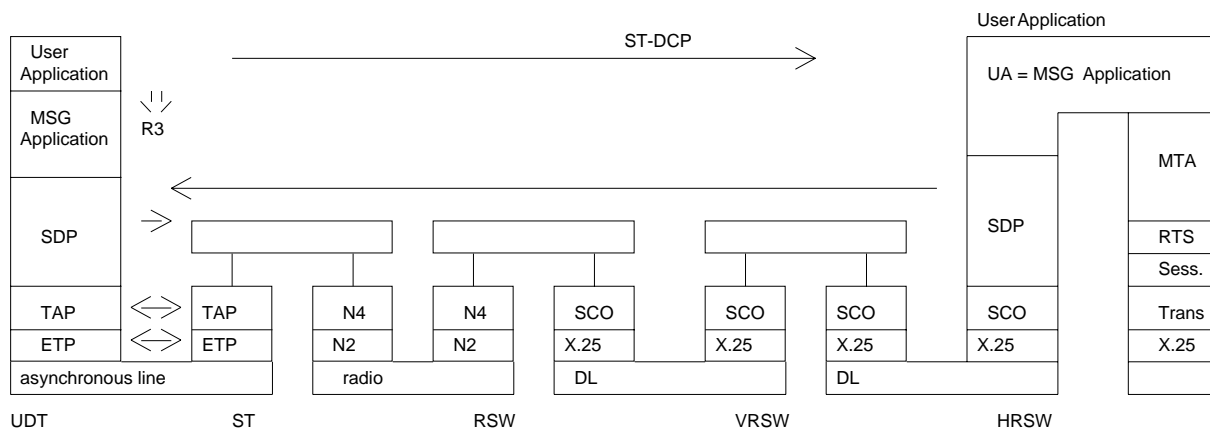 User Application
User
Application
ST-DCP
UA = MSG Application
MSG
Application
R3
MTA
SDP
SDP
RTS
Sess.
TAP
TAP
N4
N4
SCO
SCO
SCO
SCO
Trans
ETP
ETP
N2
N2
X.25
X.25
X.25
X.25
X.25
asynchronous line
radio
DL
DL
UDT
ST
RSW
VRSW
HRSW